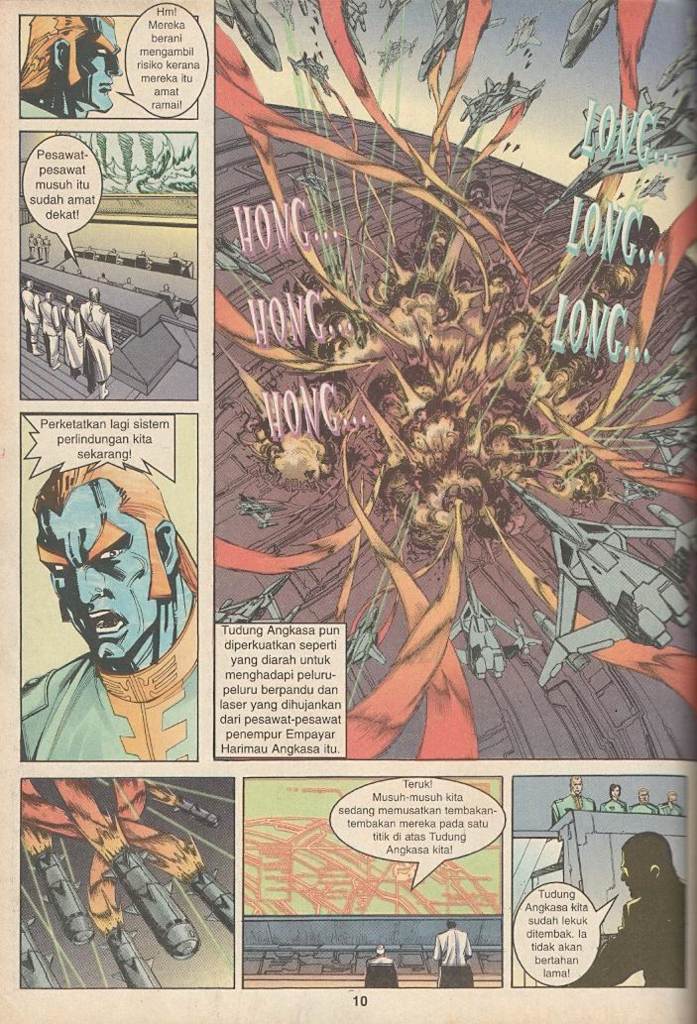 Hm!
Mereka
berani
mengambil
risiko kerana
mereka itu
amat
ramai!
Pesawat-
pesawat
musuh itu
sudah amat
dekat!
Perketatkan lagi sistem
perlindungan kita
sekarang!
HONG...
HONG...
HONG...
LONG...
LONG...
LONG...
Tudung Angkasa pun
diperkuatkan seperti
yang diarah untuk
menghadapi peluru-
peluru berpandu dan
laser yang dihujankan
dari pesawat-pesawat
penempur Empayar
Harimau Angkasa itu.
Teruk!
Musuh-musuh kita
sedang memusatkan tembakan-
tembakan mereka pada satu
titik di atas Tudung
Angkasa kita!
Tudung
Angkasa kita
sudah lekuk
ditembak. Ia
tidak akan
bertahan
lama!
10